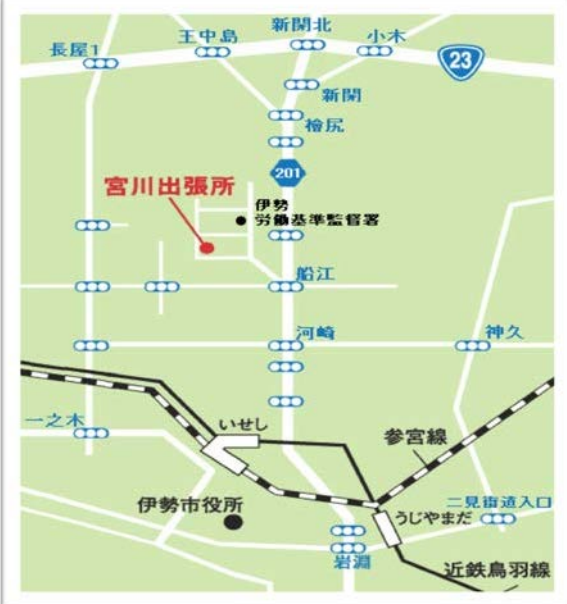 新開北
王中島
小木
長屋1
23
新開
檜尻
201
宮川出張所
伊勢
労働基準監督署
船江
河崎
神久
一之木
いせし
参宮線
伊勢市役所
二見街道入口
うじやまだ
岩淵
近鉄鳥羽線